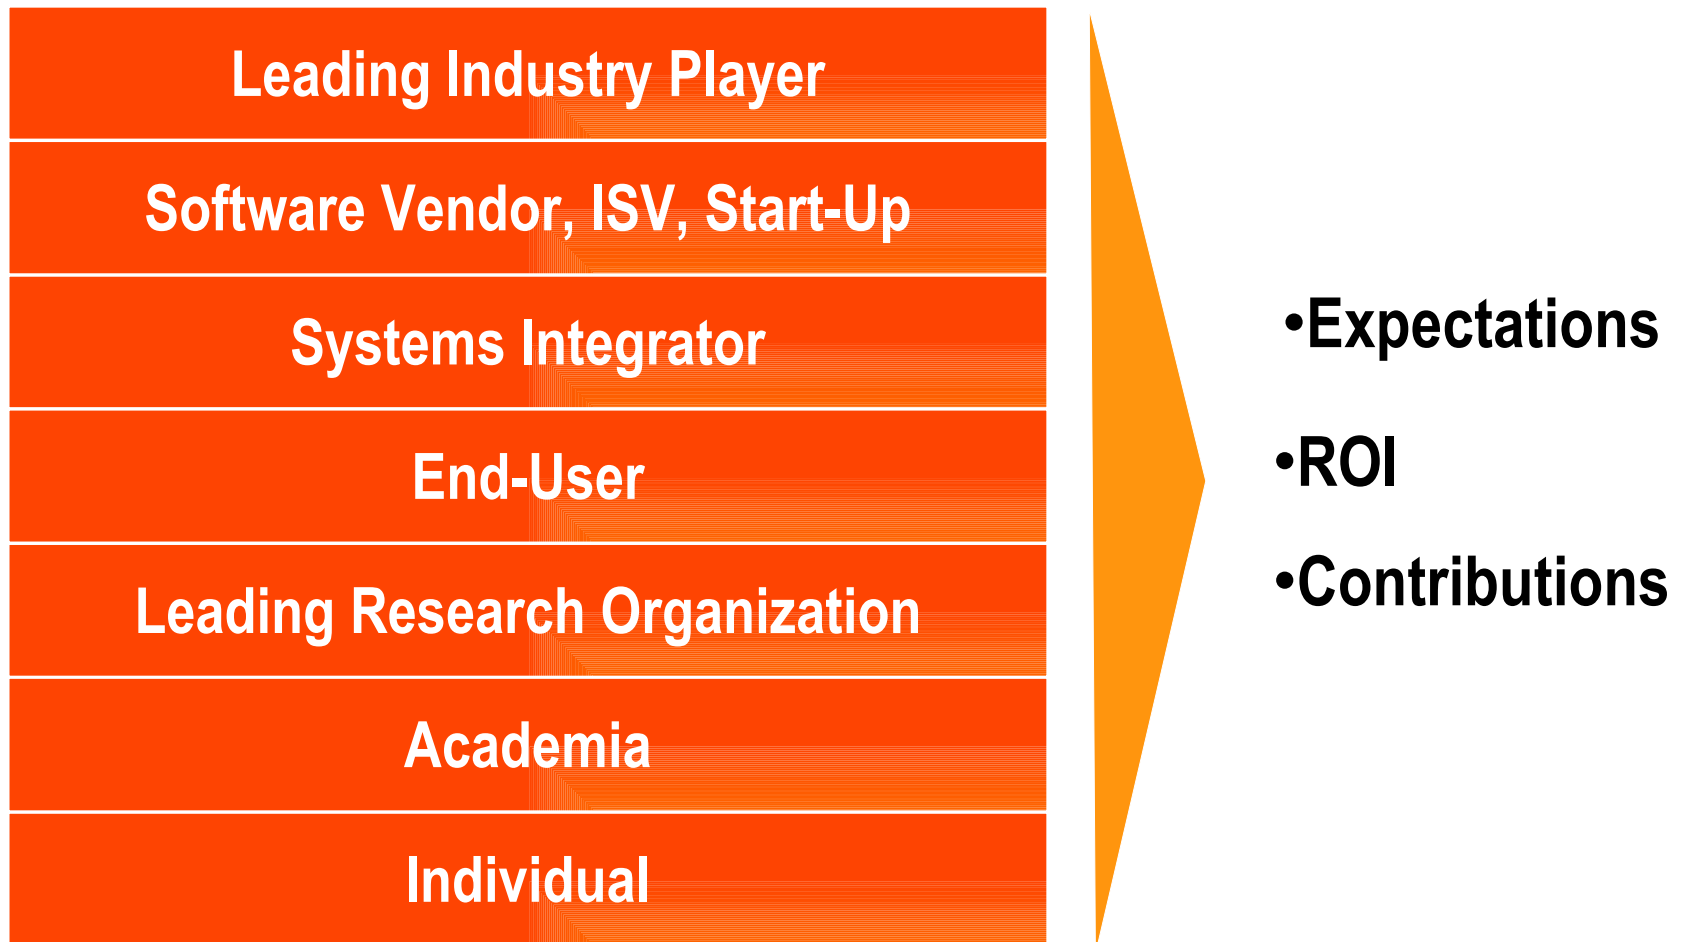 Leading Industry Player
Software Vendor, ISV, Start-Up
Systems Integrator
End-User
Leading Research Organization
Academia
Individual
•Expectations
•ROI
•Contributions